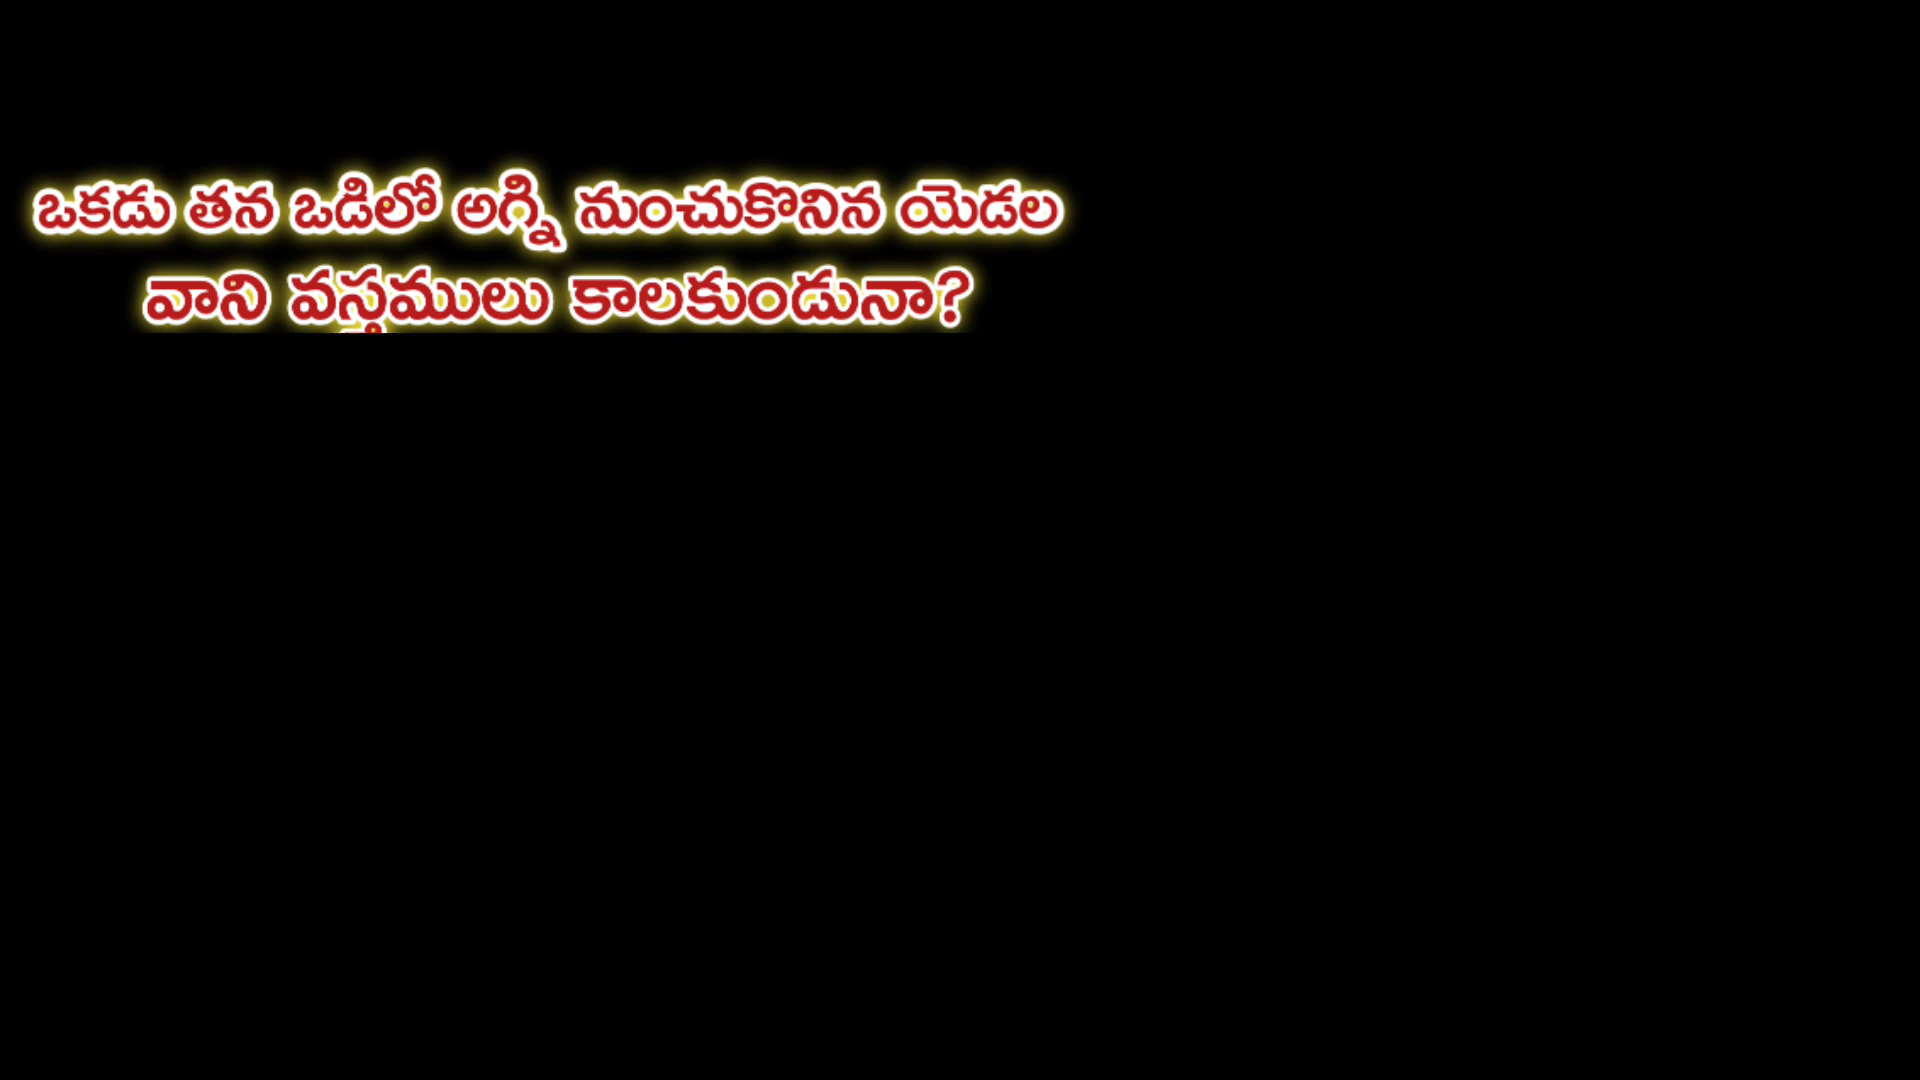 ఒకడు తన ఒడిలో అగ్ని నుంచుకొనిన యెడల
వాని వస్త్రములు కాలకుండునా?